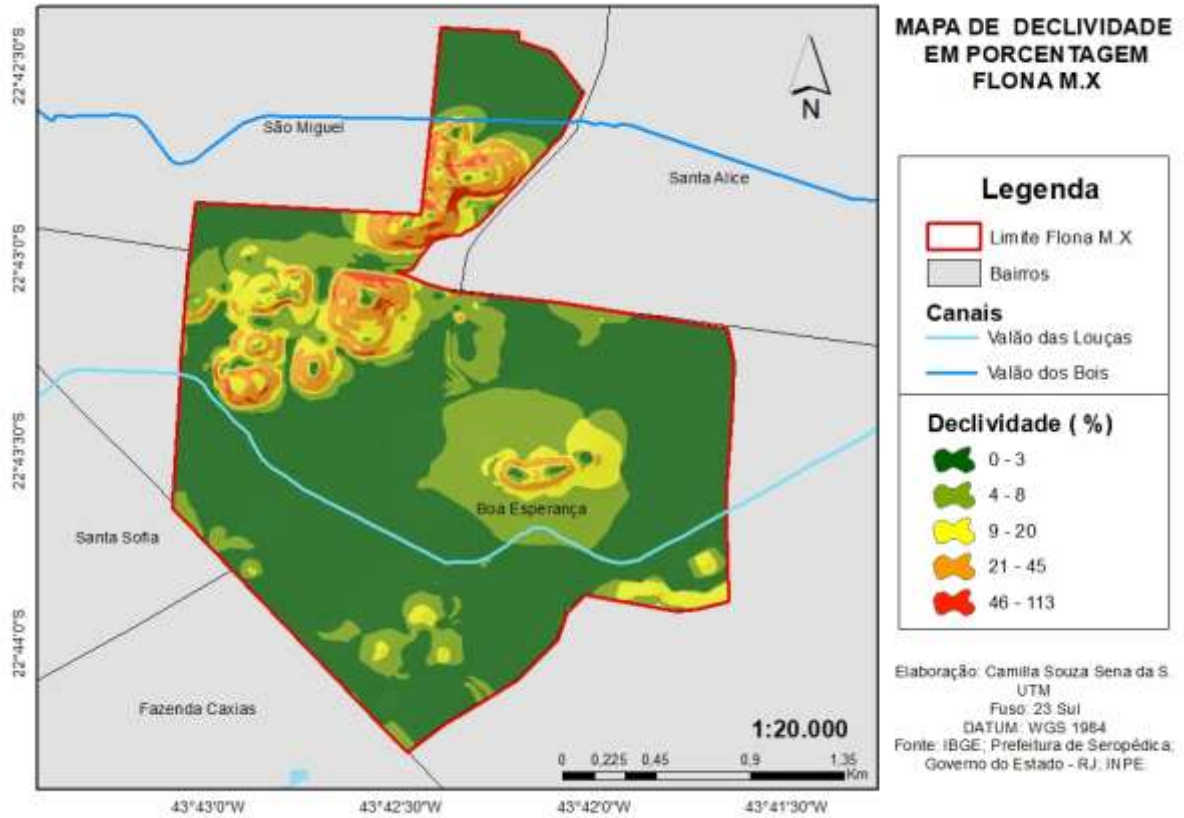 MAPA DE DECLIVIDADE
EM PORCENTAGEM
FLONA M.X
N
São Miguel
Santa Alice
Boa Esperança
Santa Sofia
Fazenda Caxias
1:20.000
0 0,225 0,45 0,9 1,35
Km
22°42'30"S
22°43'0"S
22°43'30"S
22°44'0"S
43°43'0"W
43°42'30"W
43°42'0"W
43°41'30"W
Legenda
Limite Flona M.X
Bairros
Canais
Valão das Louças
Valão dos Bois
Declividade ( %)
0 - 3
4 - 8
9 - 20
21 - 45
46 - 113
Elaboração: Camilla Souza Sena da S.
UTM
Fuso: 23 Sul
DATUM: WGS 1984
Fonte: IBGE; Prefeitura de Seropédica;
Governo do Estado - RJ. INPE.